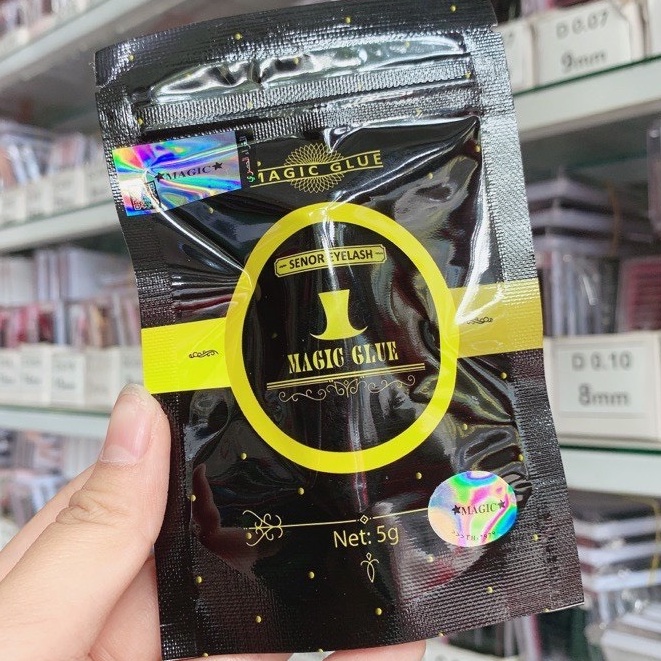 MAGIC GLUE
★MAGIC★
— SENOR EYELASH —
MAGIC GLUE
Net: 5g
★MAGIC★
D 0.07
9mm
D 0.10
8mm